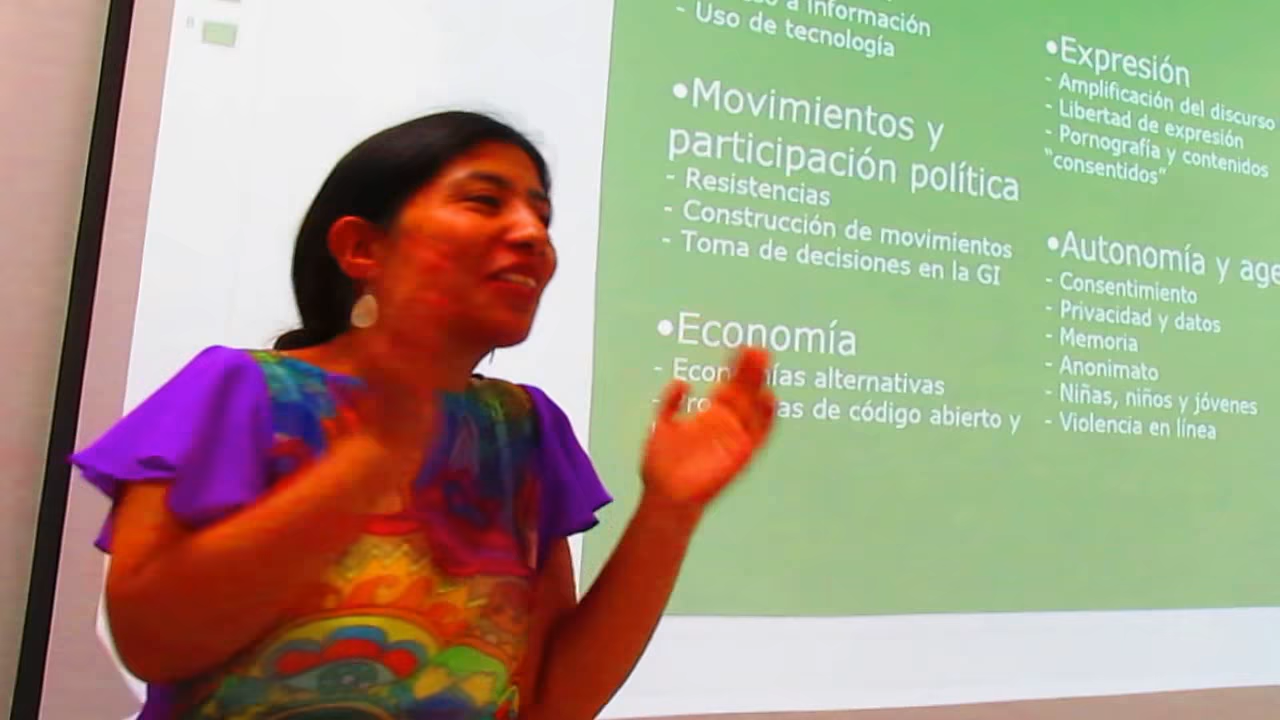 a información
- Uso de tecnología
•Movimientos y
participación política
- Resistencias
- Construcción de movimientos
- Toma de decisiones en la GI
•Economía
- Economías alternativas
de código abierto y
•Expresión
- Amplificación del discurso
- Libertad de expresión
- Pornografía y contenidos
"consentidos"
•Autonomía y
- Consentimiento
- Privacidad y datos
- Memoria
- Anonimato
- Niñas, niños y jóvenes
- Violencia en línea